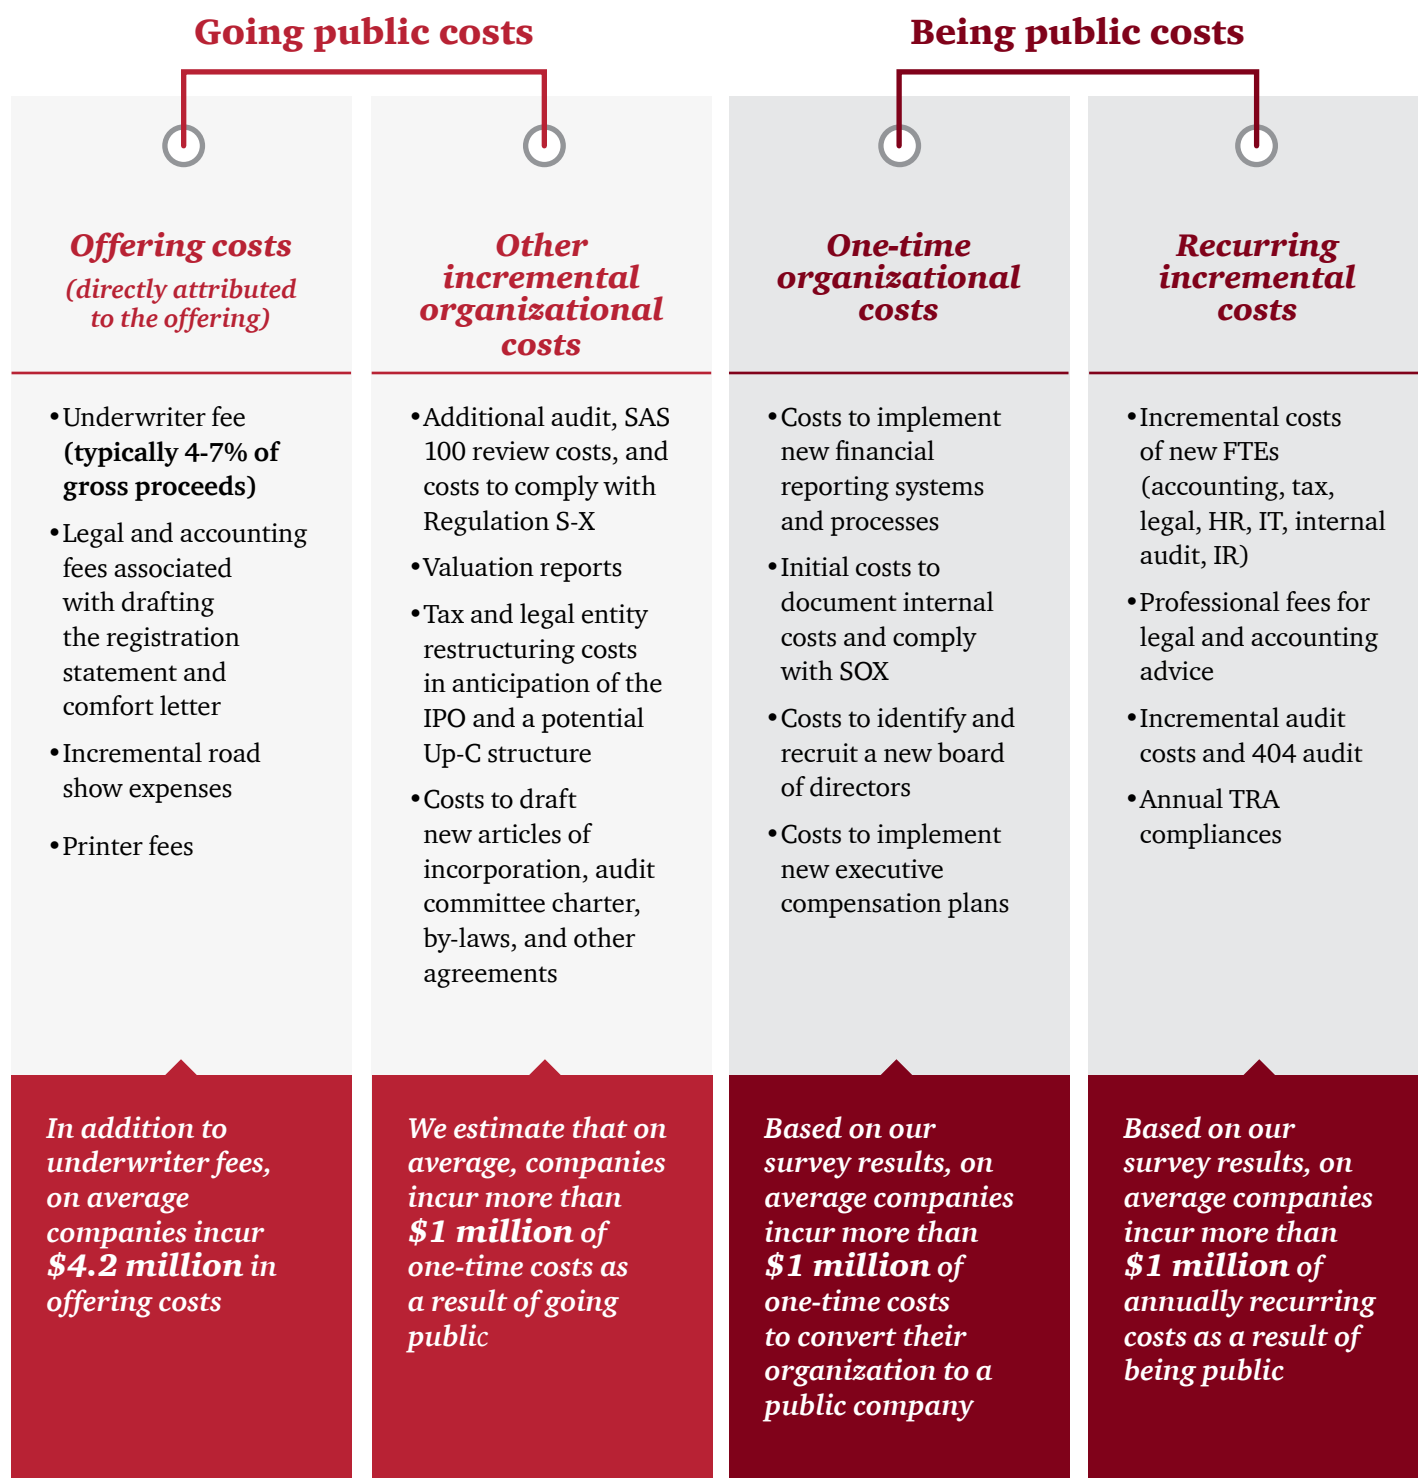 Going public costs
Being public costs
Offering costs
(directly attributed
to the offering)
•Underwriter fee
(typically 4-7% of
gross proceeds)
•Legal and accounting
fees associated
with drafting
the registration
statement and
comfort letter
•Incremental road
show expenses
•Printer fees
In addition to
underwriter fees,
on average
companies incur
$4.2 million in
offering costs
Other
incremental
organizational
costs
•Additional audit, SAS
100 review costs, and
costs to comply with
Regulation S-X
•Valuation reports
•Tax and legal entity
restructuring costs
in anticipation of the
IPO and a potential
Up-C structure
•Costs to draft
new articles of
incorporation, audit
committee charter,
by-laws, and other
agreements
We estimate that on
average, companies
incur more than
$1 million of
one-time costs as
a result of going
public
One-time
organizational
costs
•Costs to implement
new financial
reporting systems
and processes
•Initial costs to
document internal
costs and comply
with SOX
•Costs to identify and
recruit a new board
of directors
•Costs to implement
new executive
compensation plans
Based on our
survey results, on
average companies
incur more than
$1 million of
one-time costs
to convert their
organization to a
public company
Recurring
incremental
costs
•Incremental costs
of new FTEs
(accounting, tax,
legal, HR, IT, internal
audit, IR)
•Professional fees for
legal and accounting
advice
•Incremental audit
costs and 404 audit
•Annual TRA
compliances
Based on our
survey results, on
average companies
incur more than
$1 million of
annually recurring
costs as a result of
being public